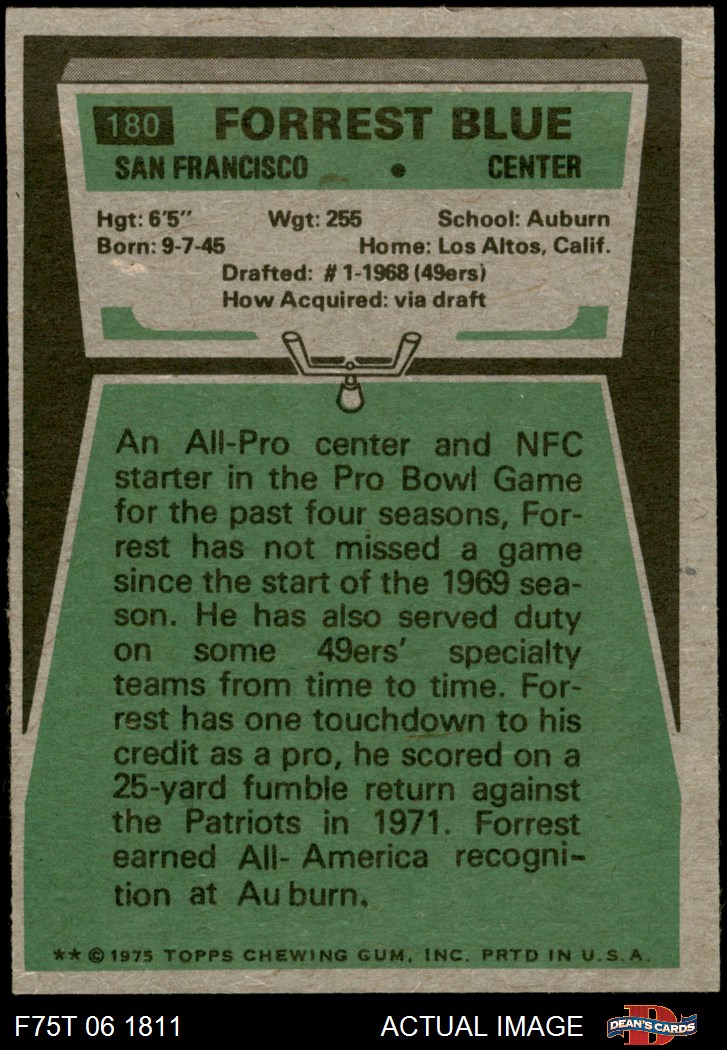 180 FORREST BLUE
SAN FRANCISCO • CENTER
Hgt: 6'5" Wgt: 255 School: Auburn
Born: 9-7-45 Home: Los Altos, Calif.
Drafted: #1-1968 (49ers)
How Acquired: via draft
An All-Pro center and NFC
starter in the Pro Bowl Game
for the past four seasons, For-
rest has not missed a game
since the start of the 1969 sea-
son. He has also served duty
on some 49ers' specialty
teams from time to time. For-
rest has one touchdown to his
credit as a pro, he scored on a
25-yard fumble return against
the Patriots in 1971. Forrest
earned All- America recogni-
tion at Au burn.
** © 1975 TOPPS CHEWING GUM, INC. PRTD IN U.S.A.
F75T 06 1811 ACTUAL IMAGE D DEAN'S CARDS